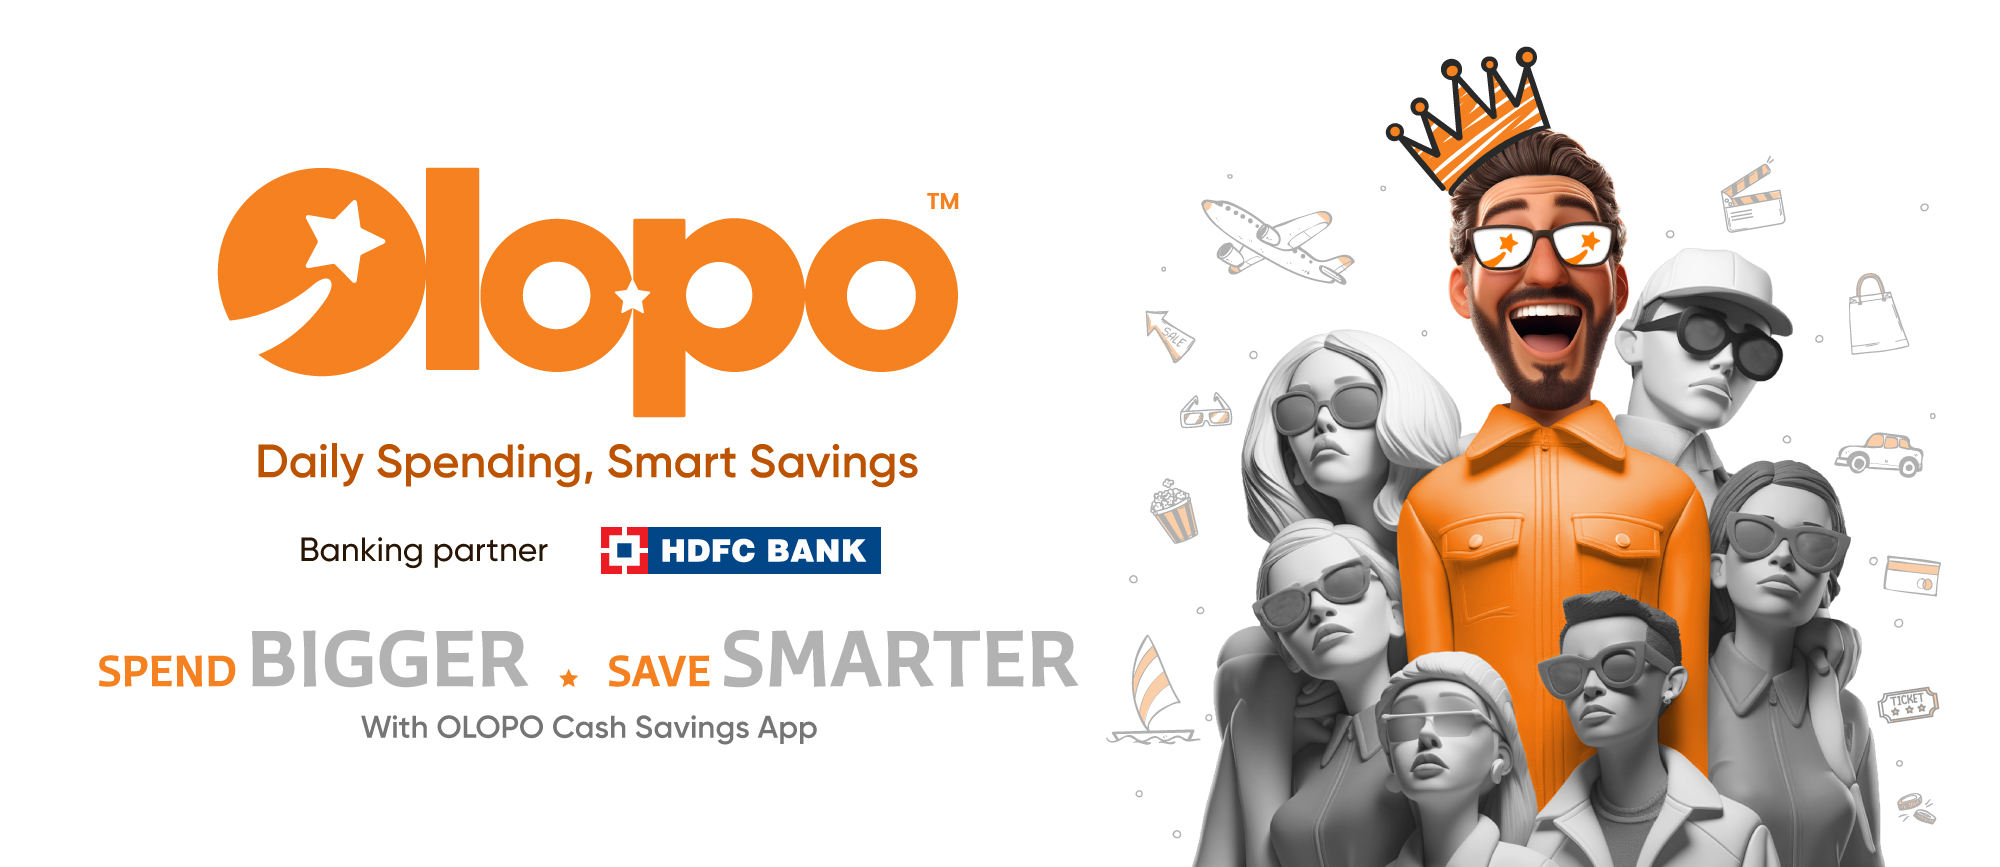 Olopo™
Daily Spending, Smart Savings
Banking partner HDFC BANK
SPEND BIGGER SAVE SMARTER
With OLOPO Cash Savings App
SALE
TICKET